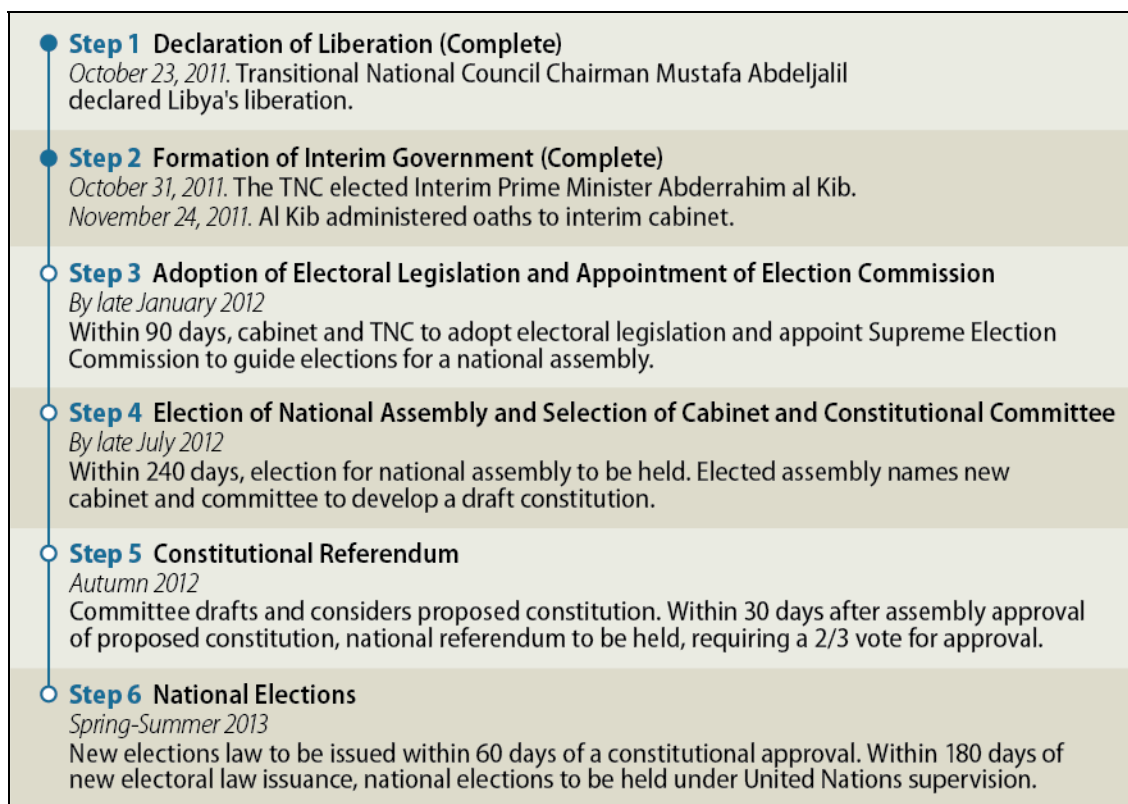 Step 1 Declaration of Liberation (Complete)
October 23, 2011. Transitional National Council Chairman Mustafa Abdeljalil
declared Libya's liberation.
Step 2 Formation of Interim Government (Complete)
October 31, 2011. The TNC elected Interim Prime Minister Abderrahim al Kib.
November 24, 2011. Al Kib administered oaths to interim cabinet.
Step 3 Adoption of Electoral Legislation and Appointment of Election Commission
By late January 2012
Within 90 days, cabinet and TNC to adopt electoral legislation and appoint Supreme Election
Commission to guide elections for a national assembly.
Step 4 Election of National Assembly and Selection of Cabinet and Constitutional Committee
By late July 2012
Within 240 days, election for national assembly to be held. Elected assembly names new
cabinet and committee to develop a draft constitution.
Step 5 Constitutional Referendum
Autumn 2012
Committee drafts and considers proposed constitution. Within 30 days after assembly approval
of proposed constitution, national referendum to be held, requiring a 2/3 vote for approval.
Step 6 National Elections
Spring-Summer 2013
New elections law to be issued within 60 days of a constitutional approval. Within 180 days of
new electoral law issuance, national elections to be held under United Nations supervision.